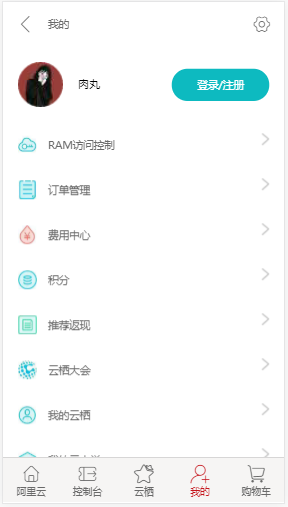 我的
肉丸
登录/注册
RAM访问控制
订单管理
费用中心
积分
推荐返现
云栖大会
我的云栖
阿里云
控制台
云栖
我的
购物车